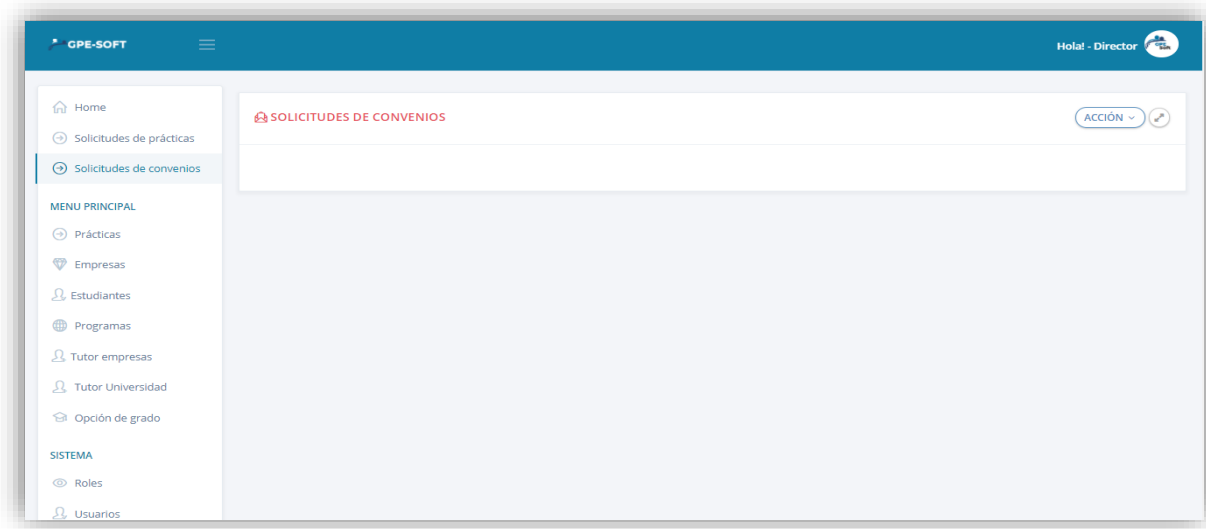 GPE-SOFT
Hola! - Director
Home
Solicitudes de prácticas
Solicitudes de convenios
MENU PRINCIPAL
Prácticas
Empresas
Estudiantes
Programas
Tutor empresas
Tutor Universidad
Opción de grado
SISTEMA
Roles
Usuarios
SOLICITUDES DE CONVENIOS
ACCIÓN